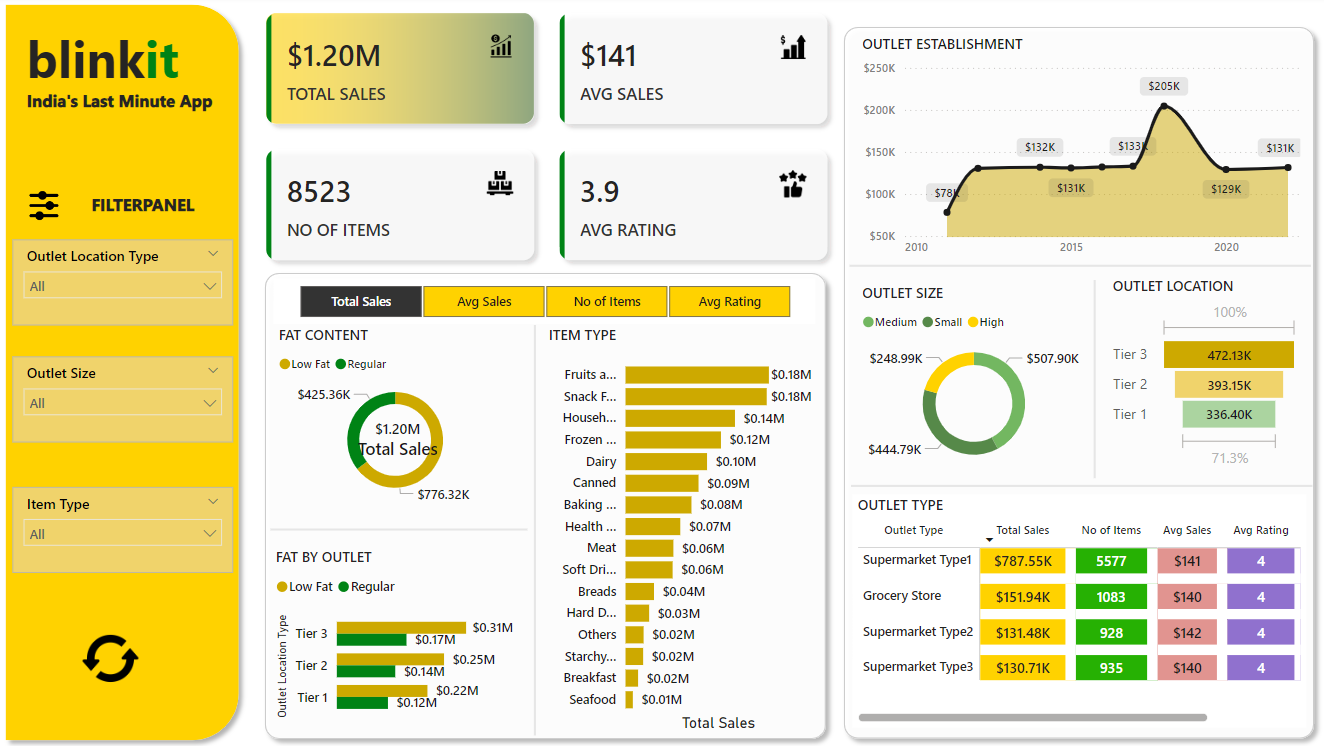 blinkit
India's Last Minute App
FILTERPANEL
Outlet Location Type
All
Outlet Size
All
Item Type
All
$1.20M
TOTAL SALES
$141
AVG SALES
8523
NO OF ITEMS
3.9
AVG RATING
Total Sales
Avg Sales
No of Items
Avg Rating
FAT CONTENT
Low Fat
Regular
$425.36K
$1.20M
Total Sales
$776.32K
FAT BY OUTLET
Low Fat
Regular
Outlet Location Type
Tier 3
$0.31M
$0.17M
Tier 2
$0.25M
$0.14M
Tier 1
$0.22M
$0.12M
ITEM TYPE
Fruits a... $0.18M
Snack F... $0.18M
Househ... $0.14M
Frozen ... $0.12M
Dairy $0.10M
Canned $0.09M
Baking ... $0.08M
Health ... $0.07M
Meat $0.06M
Soft Dri... $0.06M
Breads $0.04M
Hard D... $0.03M
Others $0.02M
Starchy... $0.02M
Breakfast $0.02M
Seafood $0.01M
Total Sales
OUTLET ESTABLISHMENT
$250K
$200K
$150K
$100K
$50K
$78K
$132K
$131K
$133K
$205K
$129K
$131K
2010 2015 2020
OUTLET SIZE
Medium Small High
$248.99K
$507.90K
$444.79K
OUTLET LOCATION
100%
Tier 3 472.13K
Tier 2 393.15K
Tier 1 336.40K
71.3%
OUTLET TYPE
Outlet Type Total Sales No of Items Avg Sales Avg Rating
Supermarket Type1 $787.55K 5577 $141 4
Grocery Store $151.94K 1083 $140 4
Supermarket Type2 $131.48K 928 $142 4
Supermarket Type3 $130.71K 935 $140 4